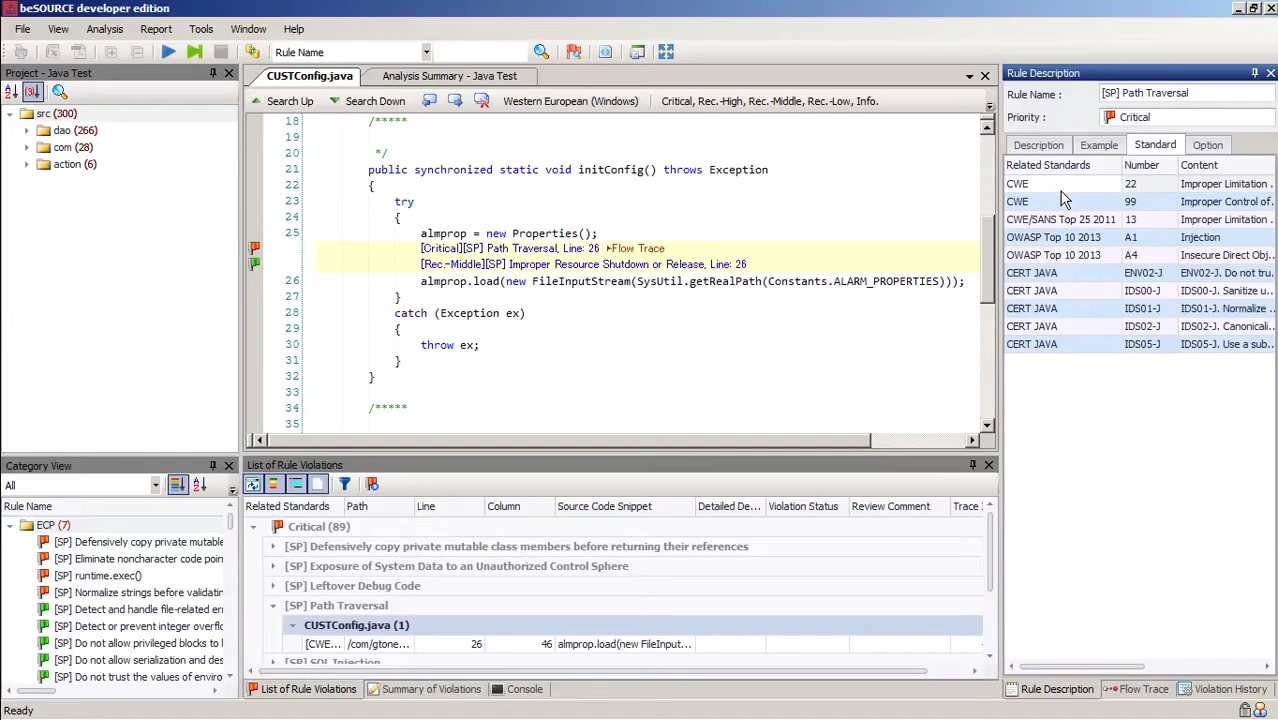 beSOURCE developer edition
File View Analysis Report Tools Window Help
Rule Name
Project - Java Test
src (300)
dao (266)
com (28)
action (6)
CUSTConfig.java Analysis Summary - Java Test
Search Up Search Down Western European (Windows) Critical, Rec.-High, Rec.-Middle, Rec.-Low, Info.
18 /*****
19
20 */
21 public synchronized static void initConfig() throws Exception
22 {
23 try
24 {
25 almprop = new Properties();
[Critical][SP] Path Traversal, Line: 26 ▸Flow Trace
[Rec.-Middle][SP] Improper Resource Shutdown or Release, Line: 26
26 almprop.load(new FileInputStream(SysUtil.getRealPath(Constants.ALARM_PROPERTIES)));
27 }
28 catch (Exception ex)
29 {
30 throw ex;
31 }
32 }
33
34 /*****
35
Rule Description
Rule Name : [SP] Path Traversal
Priority : Critical
Description Example Standard Option
Related Standards Number Content
CWE 22 Improper Limitation .
CWE 99 Improper Control of..
CWE/SANS Top 25 2011 13 Improper Limitation .
OWASP Top 10 2013 A1 Injection
OWASP Top 10 2013 A4 Insecure Direct Obj..
CERT JAVA ENV02-J ENV02-J. Do not tru..
CERT JAVA IDS00-J IDS00-J. Sanitize u...
CERT JAVA IDS01-J IDS01-J. Normalize ..
CERT JAVA IDS02-J IDS02-J. Canonicali..
CERT JAVA IDS05-J IDS05-J. Use a sub...
Category View
All
Rule Name
ECP (7)
[SP] Defensively copy private mutable
[SP] Eliminate noncharacter code poin
[SP] runtime.exec()
[SP] Normalize strings before validatin
[SP] Detect and handle file-related err
[SP] Detect or prevent integer overflo
[SP] Do not allow privileged blocks to l
[SP] Do not allow serialization and des
[SP] Do not trust the values of enviro
List of Rule Violations
Related Standards Path Line Column Source Code Snippet Detailed De... Violation Status Review Comment Trace
Critical (89)
[SP] Defensively copy private mutable class members before returning their references
[SP] Exposure of System Data to an Unauthorized Control Sphere
[SP] Leftover Debug Code
[SP] Path Traversal
CUSTConfig.java (1)
[CWE... /com/gtone... 26 46 almprop.load(new FileInput...
[SP] SQL Injection
List of Rule Violations Summary of Violations Console
Rule Description Flow Trace Violation History
Ready